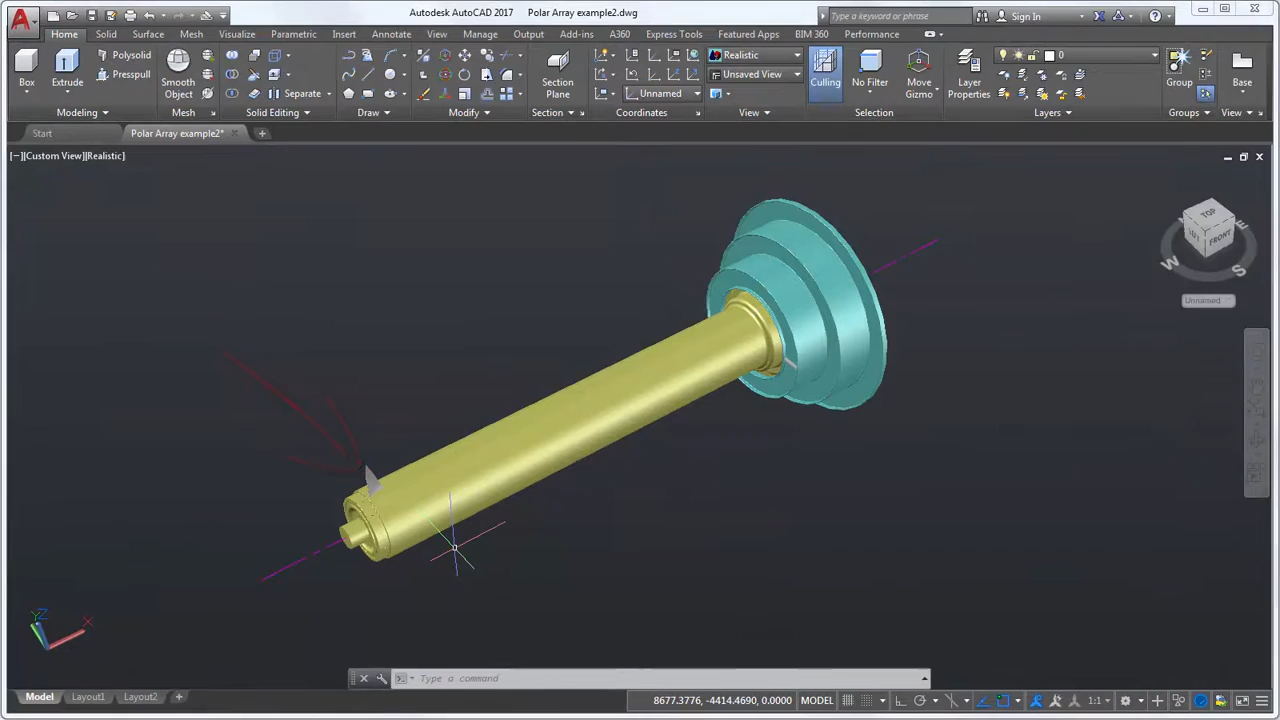 Autodesk AutoCAD 2017 Polar Array example2.dwg
Type a keyword or phrase
Sign In
Home Solid Surface Mesh Visualize Parametric Insert Annotate View Manage Output Add-ins A360 Express Tools Featured Apps BIM 360 Performance
Box
Extrude
Polysolid
Presspull
Smooth
Object
Separate
Section
Plane
Unnamed
Realistic
Unsaved View
Culling
No Filter
Move
Gizmo
Layer
Properties
0
Group
Base
Modeling Mesh Solid Editing Draw Modify Section Coordinates View Selection Layers Groups View
Start Polar Array example2*
[−][Custom View][Realistic]
TOP
FRONT
W
S
E
Unnamed
Y
Z
X
Type a command
Model Layout1 Layout2
8677.3776, -4414.4690, 0.0000 MODEL 1:1